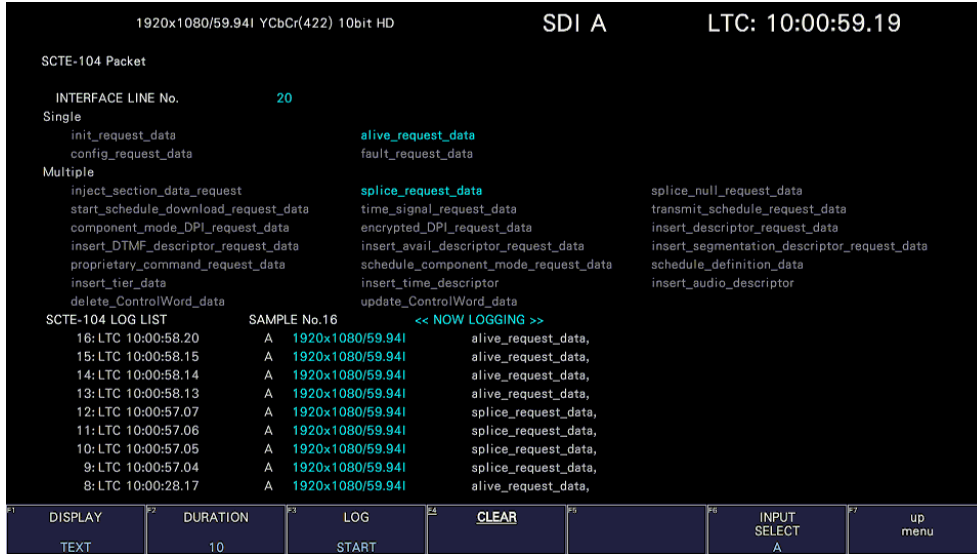 1920x1080/59.94I YCbCr(422) 10bit HD SDI A LTC: 10:00:59.19
SCTE-104 Packet
INTERFACE LINE No. 20
Single
init_request_data alive_request_data
config_request_data fault_request_data
Multiple
inject_section_data_request splice_request_data splice_null_request_data
start_schedule_download_request_data time_signal_request_data transmit_schedule_request_data
component_mode_DPI_request_data encrypted_DPI_request_data insert_descriptor_request_data
insert_DTMF_descriptor_request_data insert_avail_descriptor_request_data insert_segmentation_descriptor_request_data
proprietary_command_request_data schedule_component_mode_request_data schedule_definition_data
insert_tier_data insert_time_descriptor insert_audio_descriptor
delete_ControlWord_data update_ControlWord_data
SCTE-104 LOG LIST SAMPLE No.16 << NOW LOGGING >>
16: LTC 10:00:58.20 A 1920x1080/59.94I alive_request_data,
15: LTC 10:00:58.15 A 1920x1080/59.94I alive_request_data,
14: LTC 10:00:58.14 A 1920x1080/59.94I alive_request_data,
13: LTC 10:00:58.13 A 1920x1080/59.94I alive_request_data,
12: LTC 10:00:57.07 A 1920x1080/59.94I splice_request_data,
11: LTC 10:00:57.06 A 1920x1080/59.94I splice_request_data,
10: LTC 10:00:57.05 A 1920x1080/59.94I splice_request_data,
9: LTC 10:00:57.04 A 1920x1080/59.94I splice_request_data,
8: LTC 10:00:28.17 A 1920x1080/59.94I alive_request_data,
F1 DISPLAY F2 DURATION F3 LOG F4 CLEAR F5 F6 INPUT SELECT F7 up menu
TEXT 10 START A